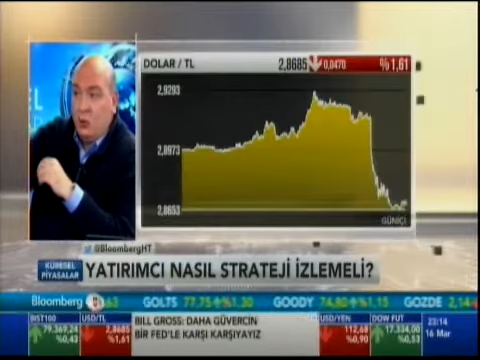 DOLAR / TL 2,8685 0,0470 %1,61
2,9293
2,8973
2,8653
GÜNİÇİ
@BloombergHT
KÜRESEL
PİYASALAR
YATIRIMCI NASIL STRATEJİ İZLEMELİ?
Bloomberg HT 63 GOLTS 77,75 %1,30 GOODY 74,80 %1,15 GOZDE 2,14
BIST100 79.369,24 %0,43
USD/TL 2,8685 %1,61
BILL GROSS: DAHA GÜVERCİN
BİR FED'LE KARŞI KARŞIYAYIZ
112,68 %0,90
DOW FUT 17.334,00 %0,53
23:14
16 Mar